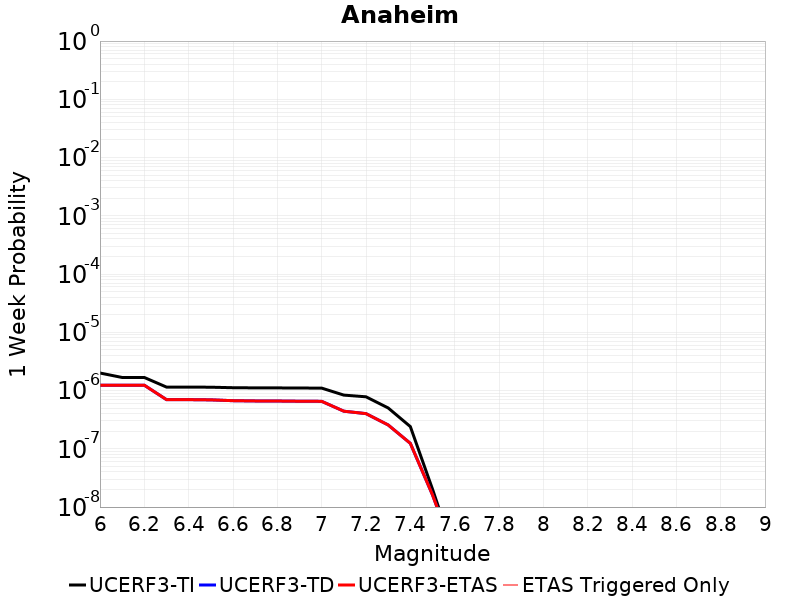 Anaheim
1 Week Probability
10^0
10^-1
10^-2
10^-3
10^-4
10^-5
10^-6
10^-7
10^-8
6 6.2 6.4 6.6 6.8 7 7.2 7.4 7.6 7.8 8 8.2 8.4 8.6 8.8 9
Magnitude
UCERF3-TI UCERF3-TD UCERF3-ETAS ETAS Triggered Only